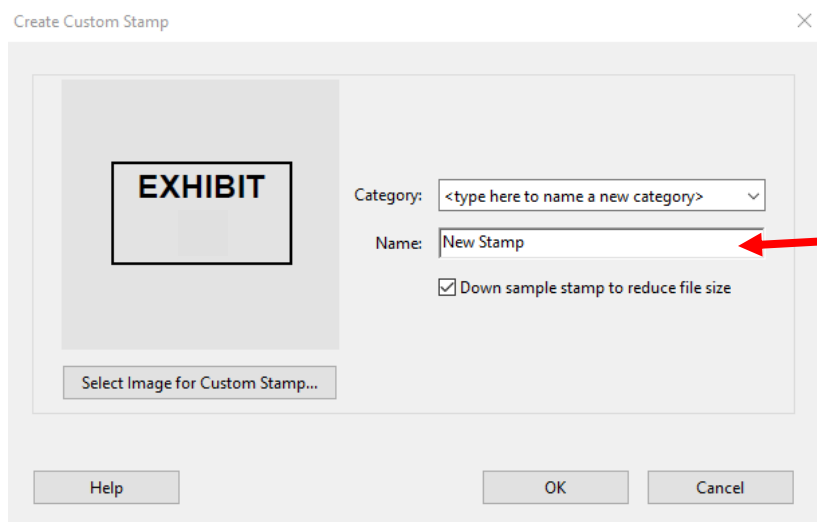 Create Custom Stamp
EXHIBIT
Category: <type here to name a new category>
Name: New Stamp
Down sample stamp to reduce file size
Select Image for Custom Stamp...
Help OK Cancel